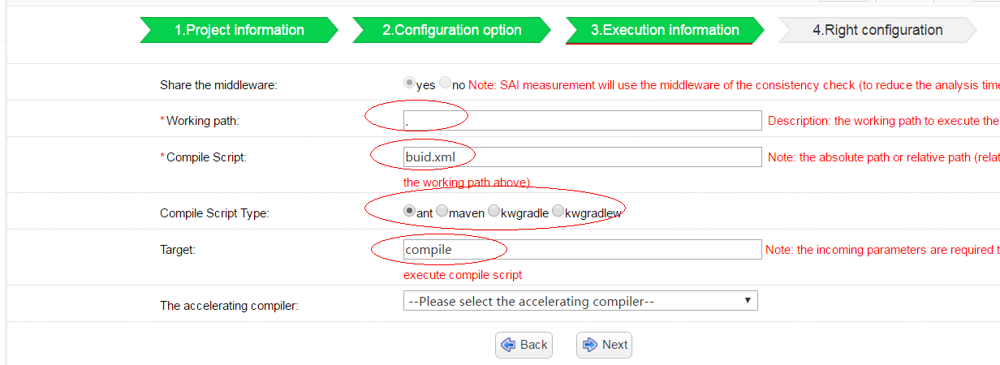 1.Project information 2.Configuration option 3.Execution information 4.Right configuration
Share the middleware: yes no Note: SAI measurement will use the middleware of the consistency check (to reduce the analysis time
*Working path: . Description: the working path to execute the
*Compile Script: buid.xml Note: the absolute path or relative path (relat
the working path above)
Compile Script Type: ant maven kwgradle kwgradlew
Target: compile Note: the incoming parameters are required t
execute compile script
The accelerating compiler: --Please select the accelerating compiler--
Back Next